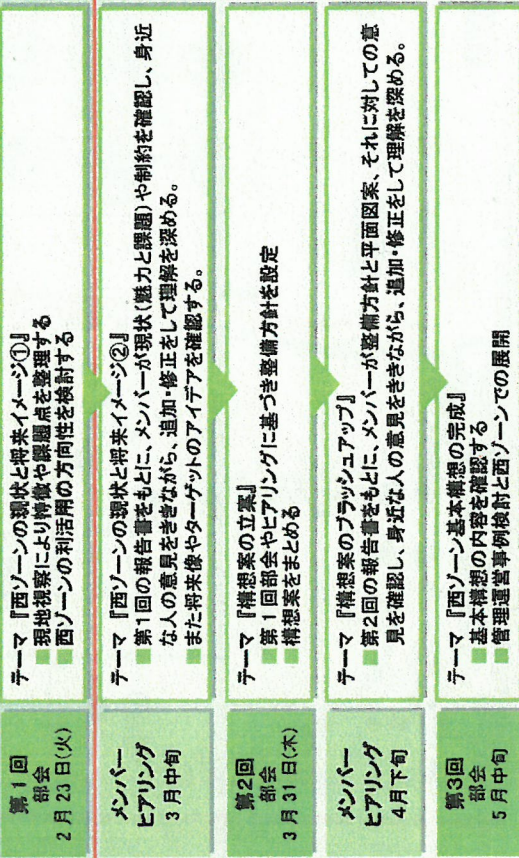 第1回
部会
2月23日(火)
テーマ『西ゾーンの現状と将来イメージ①』
■現地視察により特徴や課題点を整理する
■西ゾーンの利活用の方向性を検討する
メンバー
ヒアリング
3月中旬
テーマ『西ゾーンの現状と将来イメージ②』
■第1回の報告書をもとに、メンバーが現状(魅力と課題)や制約を確認し、身近
な人の意見をききながら、追加・修正をして理解を深める。
■また将来像やターゲットのアイデアを確認する。
第2回
部会
3月31日(木)
テーマ『構想案の立案』
■第1回部会やヒアリングに基づき整備方針を設定
■構想案をまとめる
メンバー
ヒアリング
4月下旬
テーマ『構想案のブラッシュアップ』
■第2回の報告書をもとに、メンバーが整備方針と平面図案、それに対しての意
見を確認し、身近な人の意見をききながら、追加・修正をして理解を深める。
第3回
部会
5月中旬
テーマ『西ゾーン基本構想の完成』
■基本構想の内容を確認する
■管理運営事例検討と西ゾーンでの展開